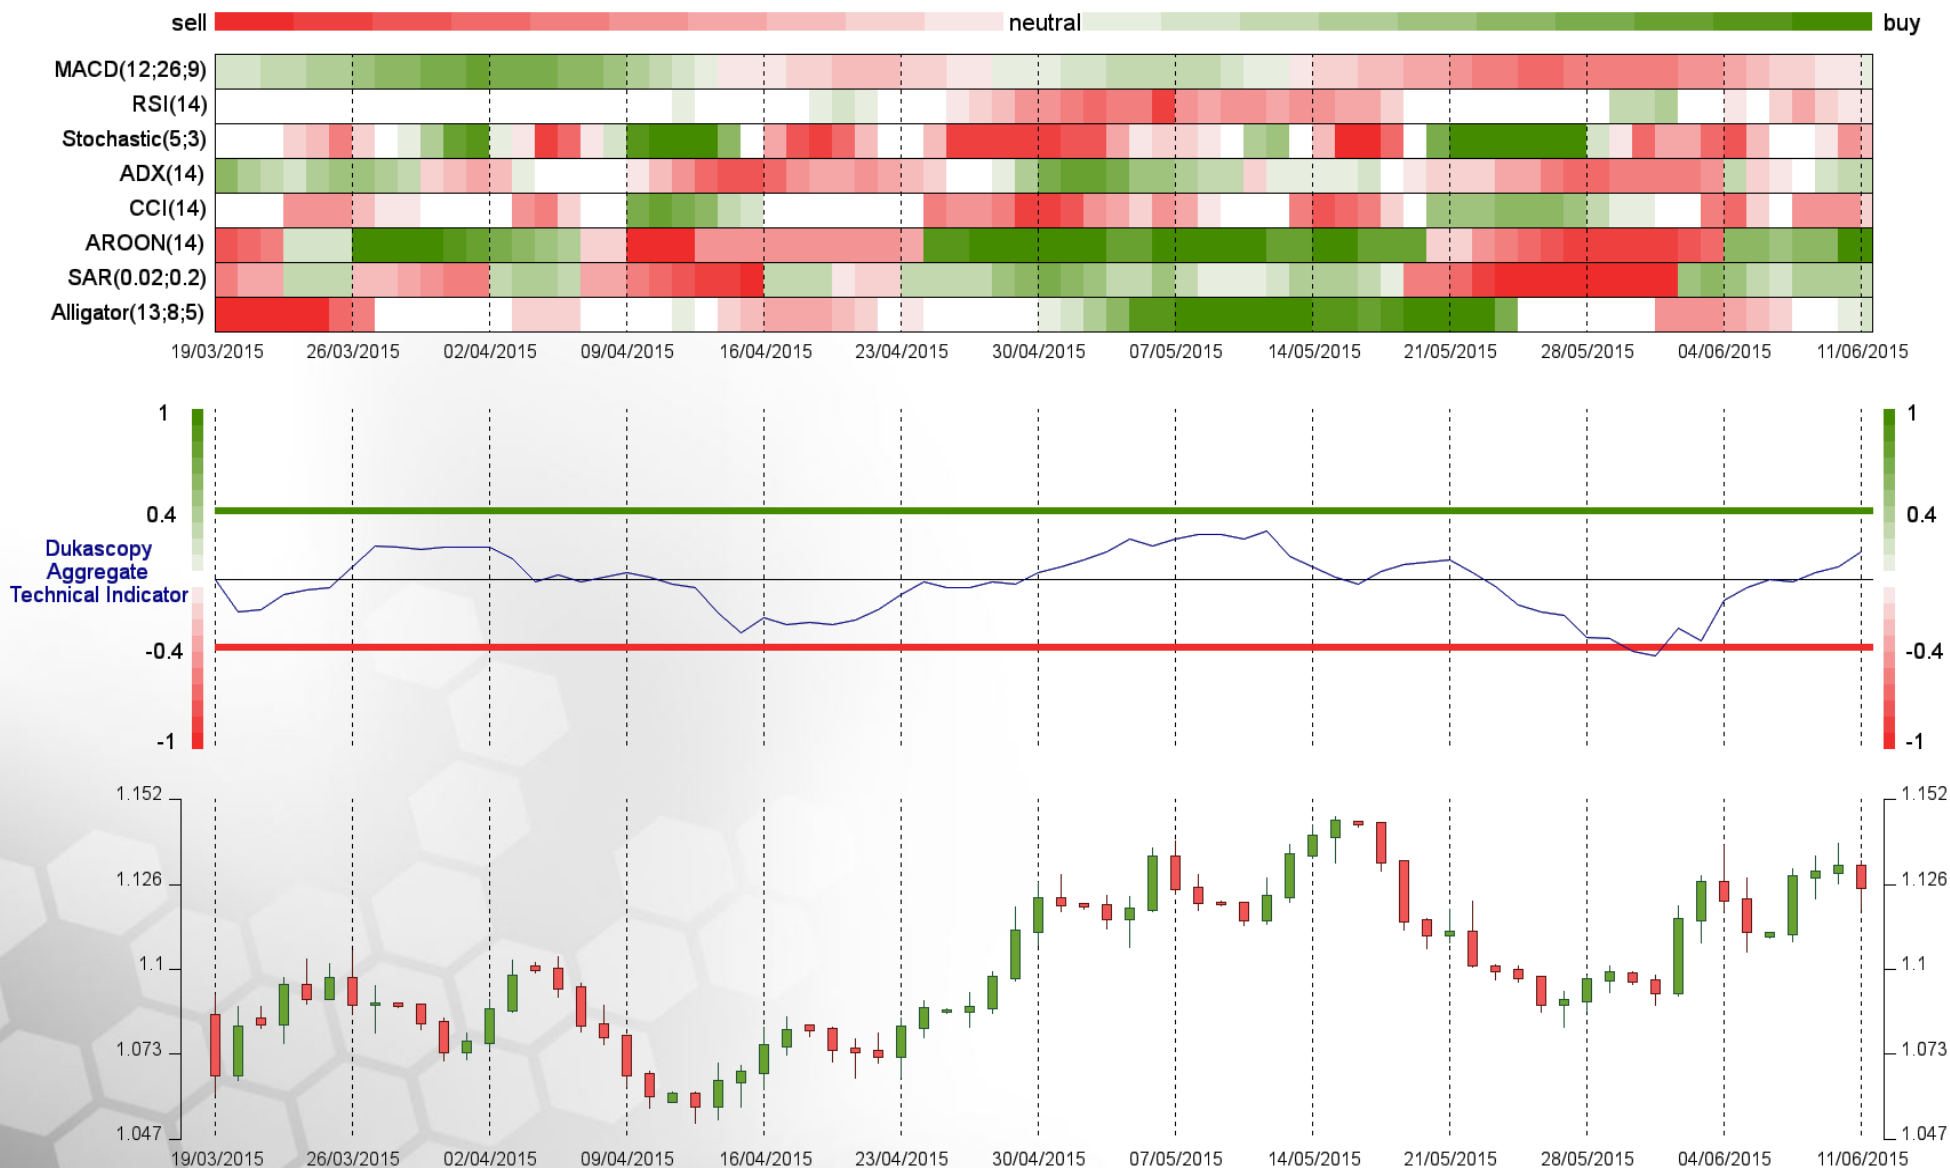 sell neutral buy
MACD(12;26;9)
RSI(14)
Stochastic(5;3)
ADX(14)
CCI(14)
AROON(14)
SAR(0.02;0.2)
Alligator(13;8;5)
19/03/2015 26/03/2015 02/04/2015 09/04/2015 16/04/2015 23/04/2015 30/04/2015 07/05/2015 14/05/2015 21/05/2015 28/05/2015 04/06/2015 11/06/2015
1 1
0.4 0.4
Dukascopy
Aggregate
Technical Indicator
-0.4 -0.4
-1 -1
1.152 1.152
1.126 1.126
1.1 1.1
1.073 1.073
1.047 1.047
19/03/2015 26/03/2015 02/04/2015 09/04/2015 16/04/2015 23/04/2015 30/04/2015 07/05/2015 14/05/2015 21/05/2015 28/05/2015 04/06/2015 11/06/2015